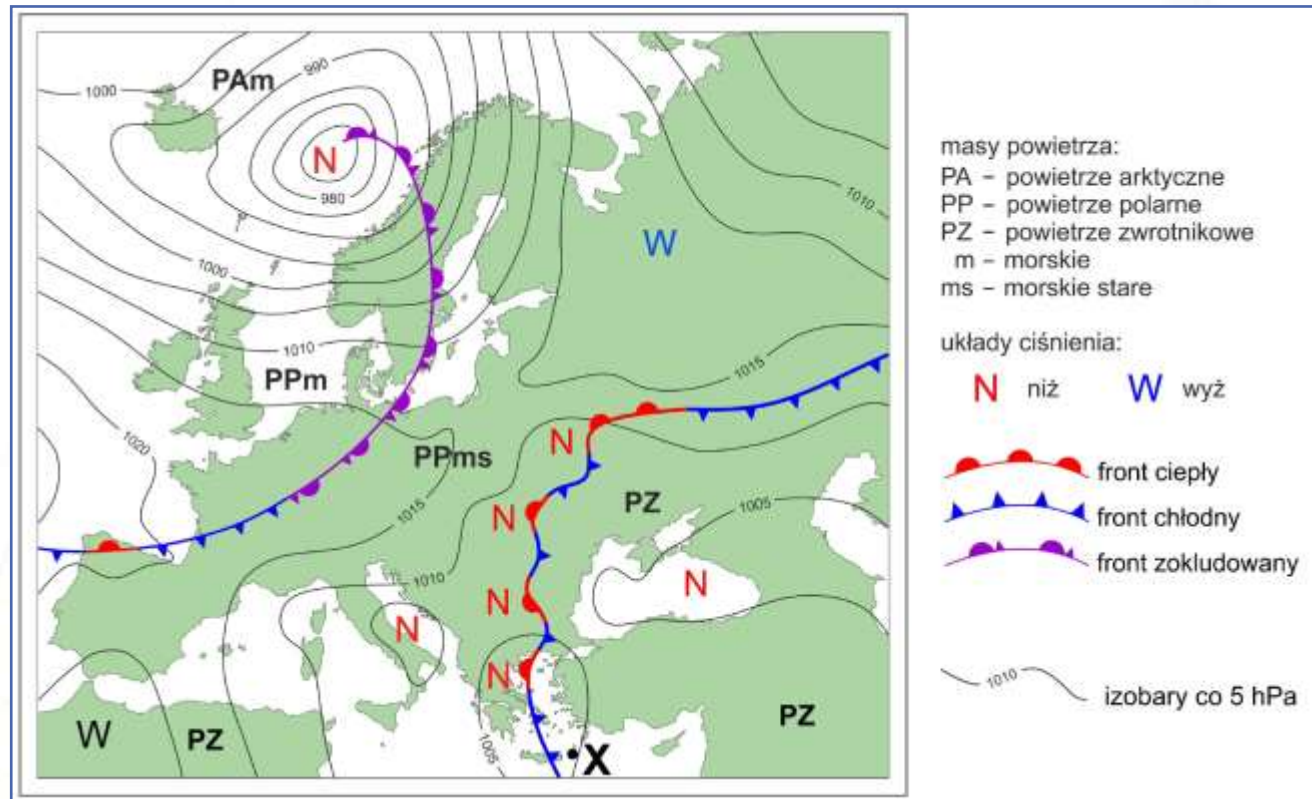 PAm
990
1000
N
980
1010
W
1000
1010
PPm
1015
1020
N
PPms
PZ
1015
N
1005
1010
N
N
N
N
W
PZ
1005
X
PZ
masy powietrza:
PA – powietrze arktyczne
PP – powietrze polarne
PZ – powietrze zwrotnikowe
m – morskie
ms – morskie stare
układy ciśnienia:
N niż W wyż
front ciepły
front chłodny
front zokludowany
1010 izobary co 5 hPa